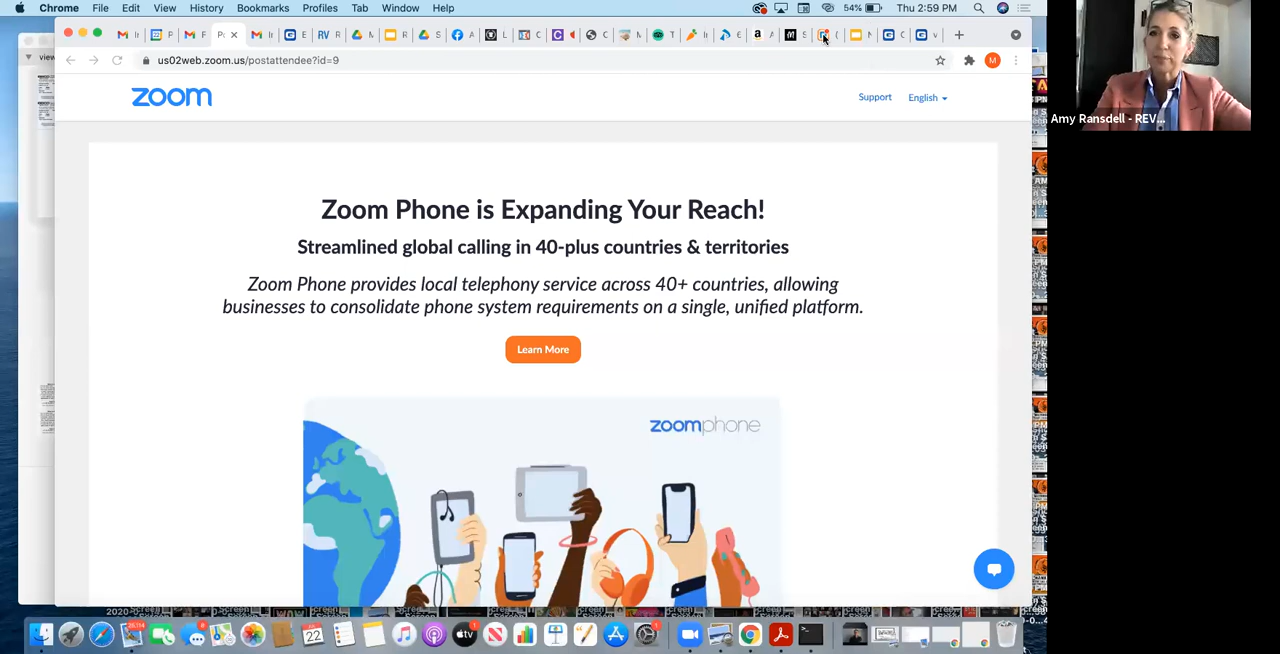 Chrome File Edit View History Bookmarks Profiles Tab Window Help 54% Thu 2:59 PM
us02web.zoom.us/postattendee?id=9
M
zoom
Support English
Zoom Phone is Expanding Your Reach!
Streamlined global calling in 40-plus countries & territories
Zoom Phone provides local telephony service across 40+ countries, allowing
businesses to consolidate phone system requirements on a single, unified platform.
Learn More
zoomphone
Amy Ransdell - REV...
view
2020